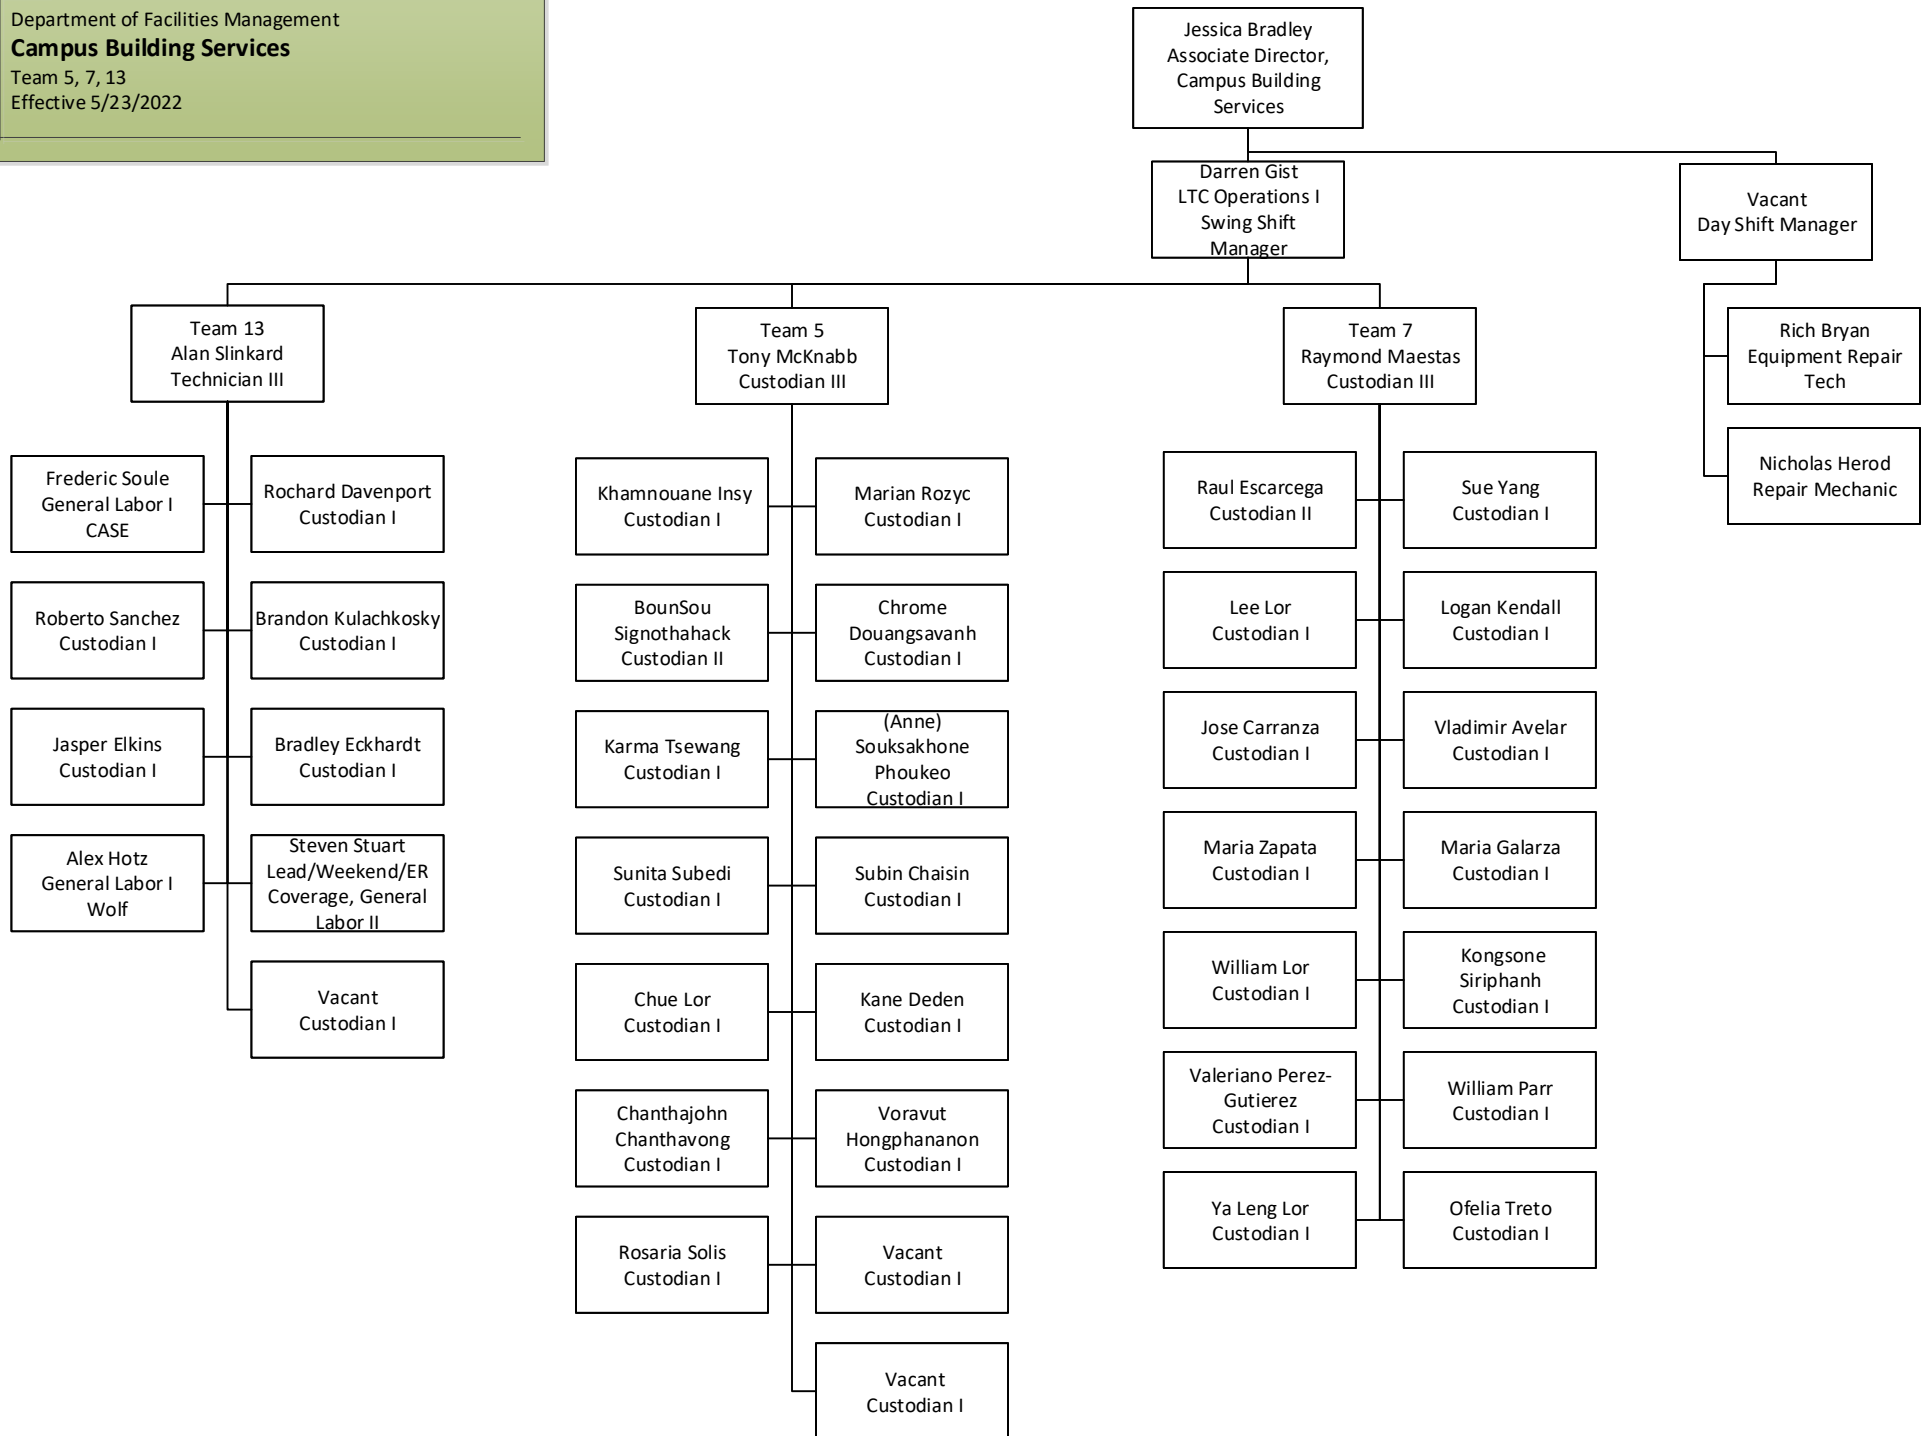 Department of Facilities Management
Campus Building Services
Team 5, 7, 13
Effective 5/23/2022
Jessica Bradley
Associate Director,
Campus Building
Services
Darren Gist
LTC Operations I
Swing Shift
Manager
Vacant
Day Shift Manager
Team 13
Alan Slinkard
Technician III
Team 5
Tony McKnabb
Custodian III
Team 7
Raymond Maestas
Custodian III
Rich Bryan
Equipment Repair
Tech
Nicholas Herod
Repair Mechanic
Frederic Soule
General Labor I
CASE
Rochard Davenport
Custodian I
Roberto Sanchez
Custodian I
Brandon Kulachkosky
Custodian I
Jasper Elkins
Custodian I
Bradley Eckhardt
Custodian I
Alex Hotz
General Labor I
Wolf
Steven Stuart
Lead/Weekend/ER
Coverage, General
Labor II
Vacant
Custodian I
Khamnouane Insy
Custodian I
Marian Rozyc
Custodian I
BounSou
Signothahack
Custodian II
Chrome
Douangsavanh
Custodian I
Karma Tsewang
Custodian I
(Anne)
Souksakhone
Phoukeo
Custodian I
Sunita Subedi
Custodian I
Subin Chaisin
Custodian I
Chue Lor
Custodian I
Kane Deden
Custodian I
Chanthajohn
Chanthavong
Custodian I
Voravut
Hongphananon
Custodian I
Rosaria Solis
Custodian I
Vacant
Custodian I
Vacant
Custodian I
Raul Escarcega
Custodian II
Sue Yang
Custodian I
Lee Lor
Custodian I
Logan Kendall
Custodian I
Jose Carranza
Custodian I
Vladimir Avelar
Custodian I
Maria Zapata
Custodian I
Maria Galarza
Custodian I
William Lor
Custodian I
Kongsone
Siriphanh
Custodian I
Valeriano Perez-
Gutierez
Custodian I
William Parr
Custodian I
Ya Leng Lor
Custodian I
Ofelia Treto
Custodian I